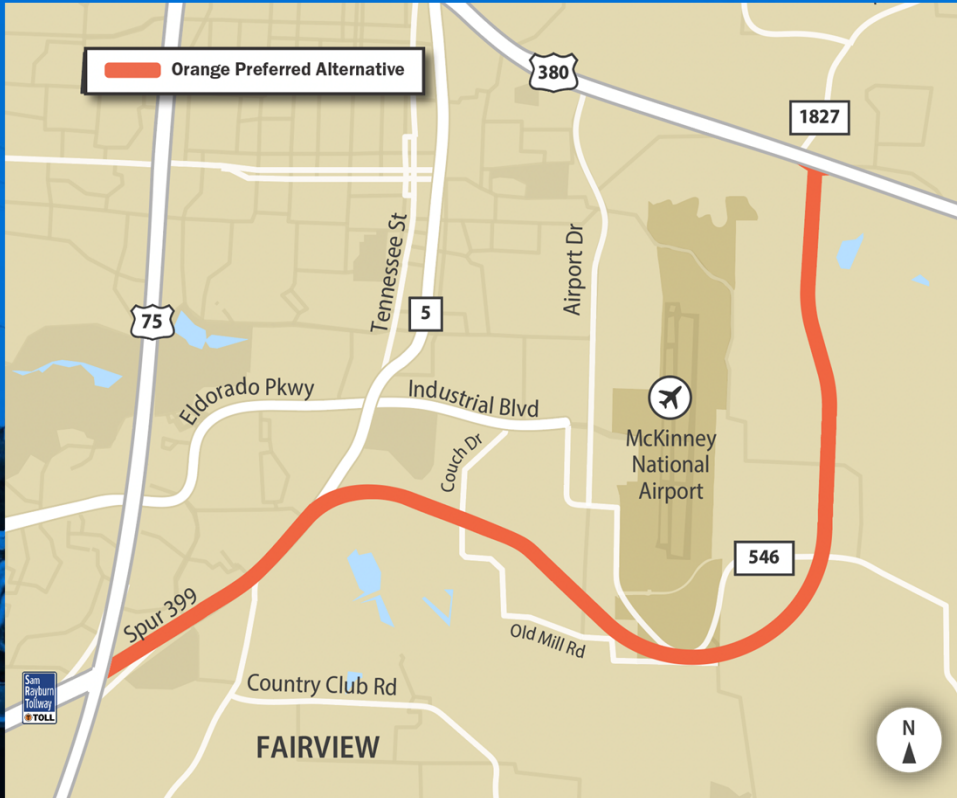 Orange Preferred Alternative
380
1827
Tennessee St
Airport Dr
5
75
Eldorado Pkwy
Industrial Blvd
Couch Dr
McKinney
National
Airport
546
Spur 399
Old Mill Rd
Sam
Rayburn
Tollway
TOLL
Country Club Rd
FAIRVIEW
N